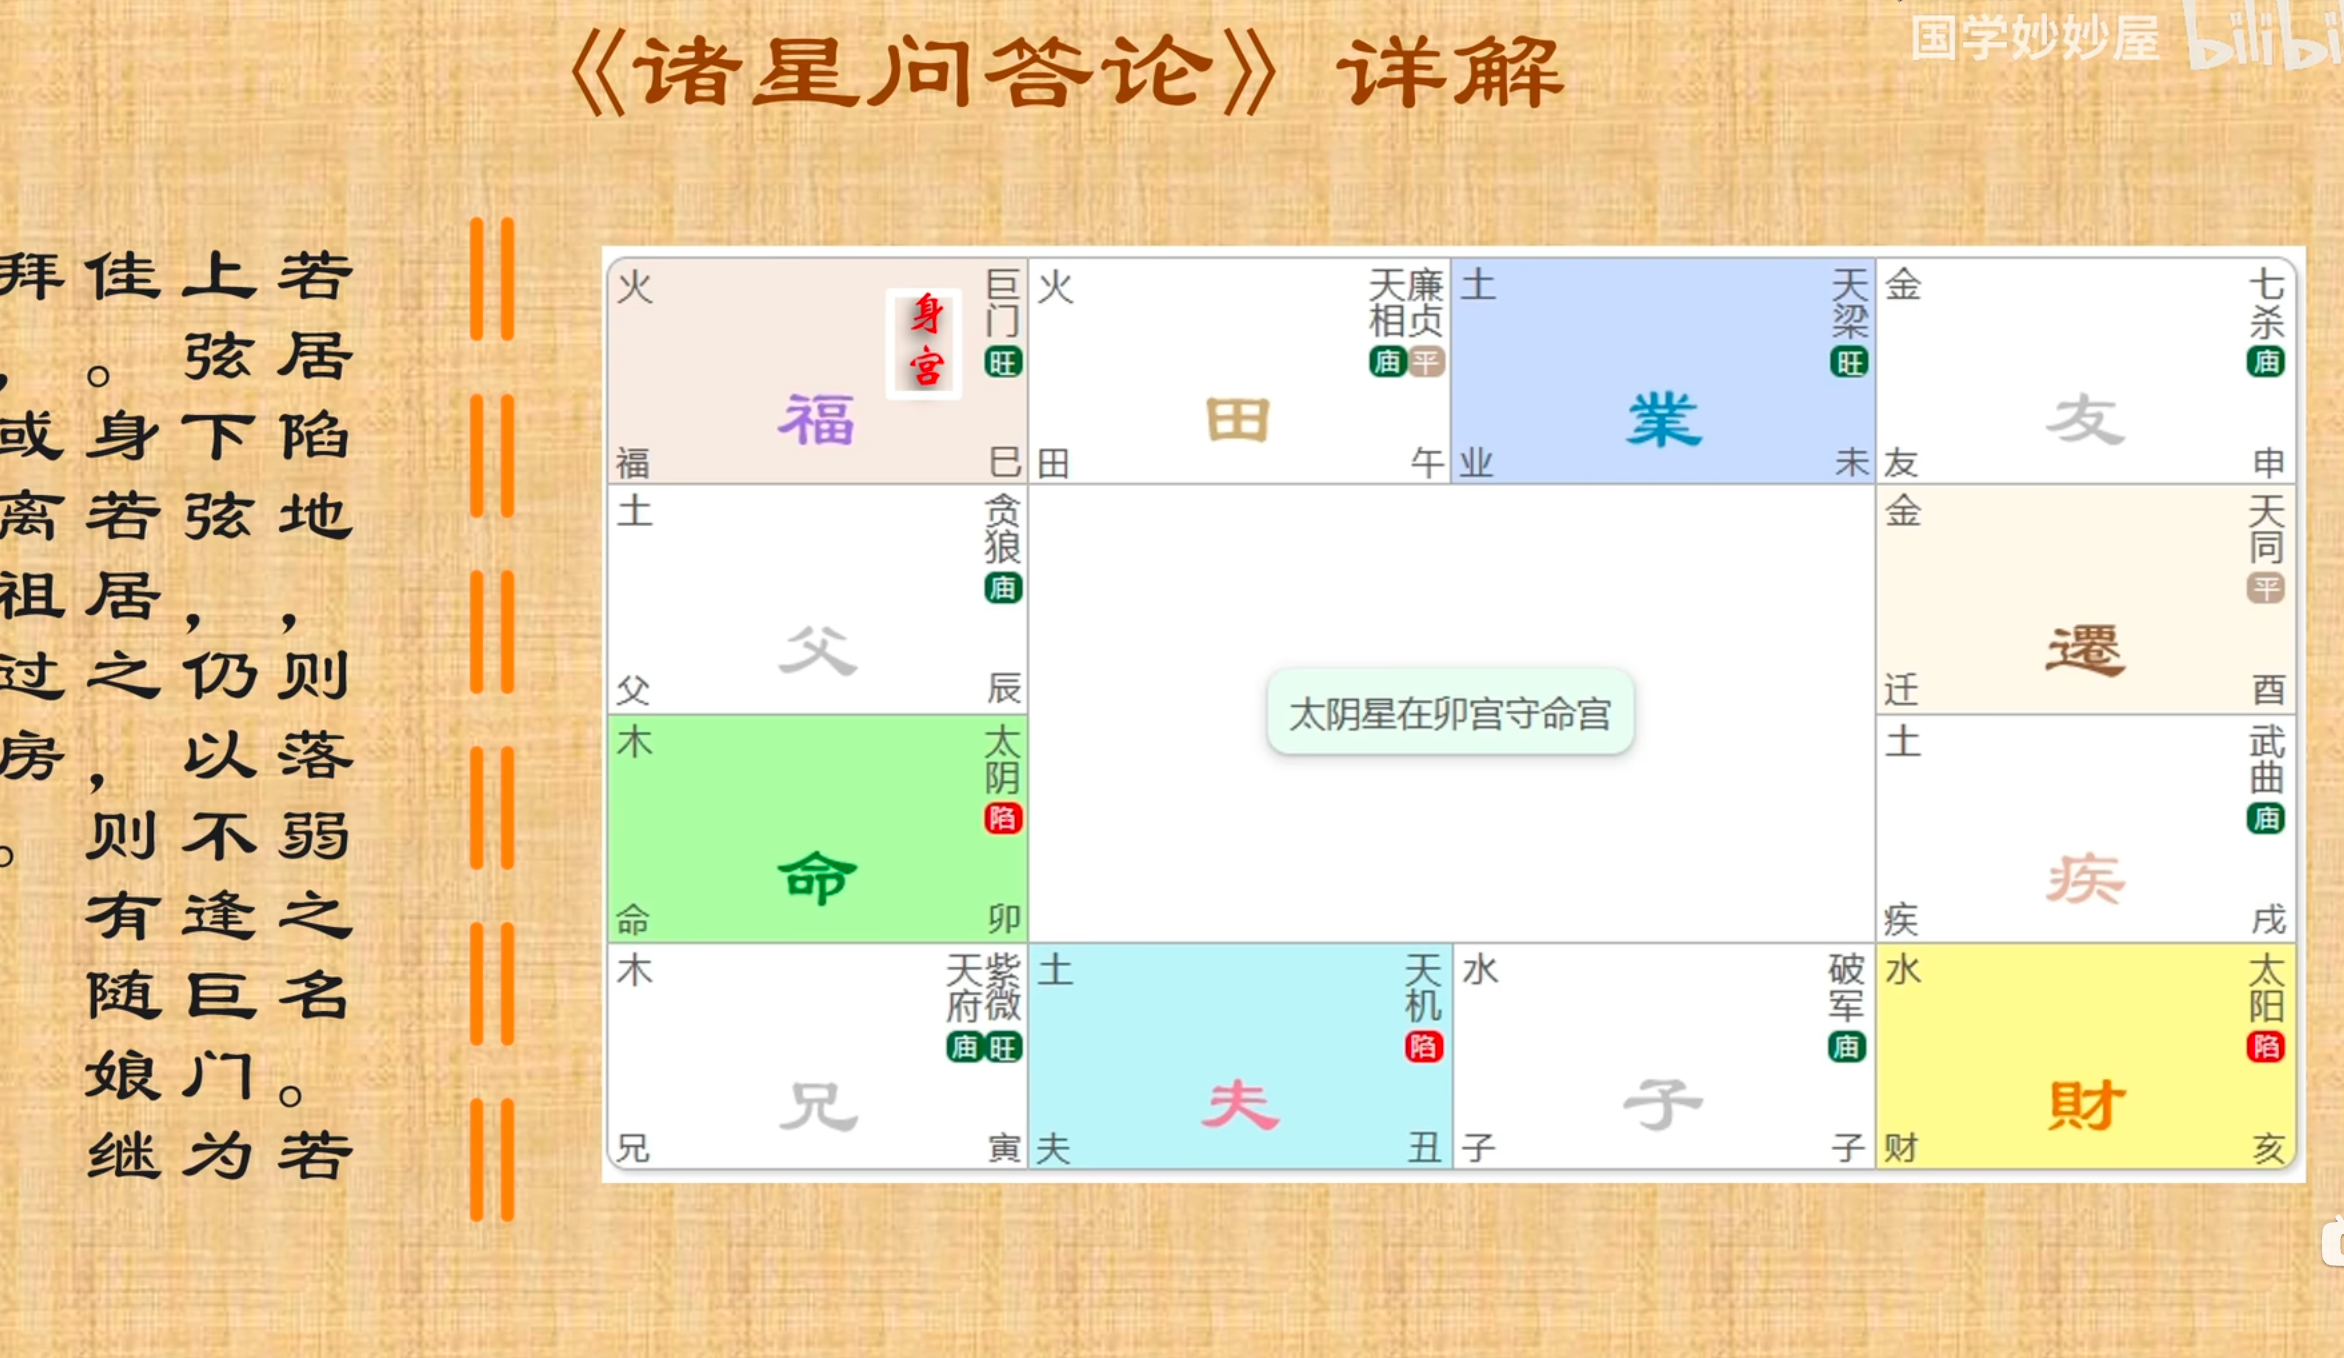 《诸星问答论》详解
国学妙妙屋
bilibi
若居陷地，则落弱之名。若
上弦下弦，仍以不逢巨门为
佳。身若居之，则有随娘继
拜，或离祖过房。
火
巨门
旺
身宫
福
福
巳
火
廉贞
天相
庙
平
田
田
午
土
天梁
旺
業
业
未
金
七杀
庙
友
友
申
土
贪狼
庙
父
父
辰
金
天同
平
遷
迁
酉
木
太阴
陷
命
命
卯
太阴星在卯宫守命宫
土
武曲
庙
疾
疾
戌
木
紫微
天府
庙
旺
兄
兄
寅
土
天机
陷
夫
夫
丑
水
破军
庙
子
子
子
水
太阳
陷
財
财
亥